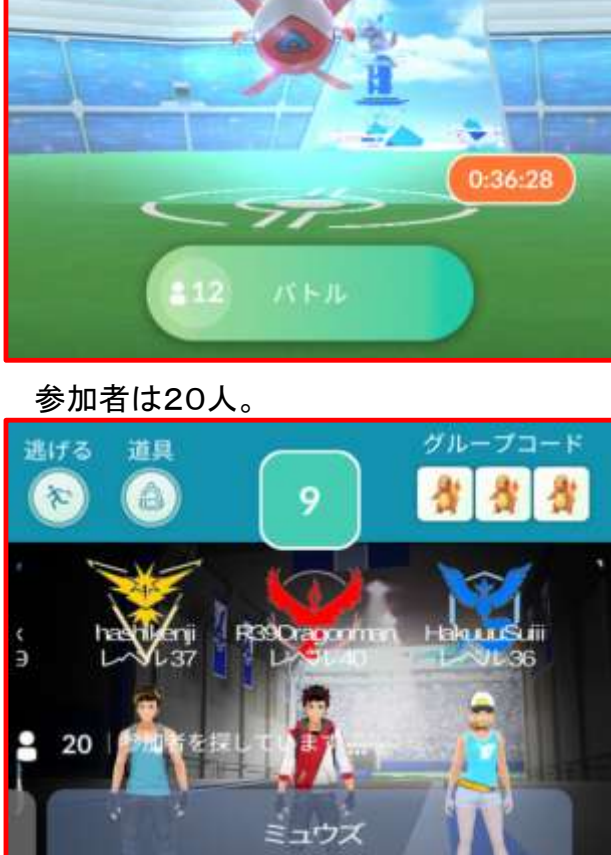 0:36:28
12 バトル
参加者は20人。
逃げる 道具 グループコード
9
hashikenji R39Dragonman HakuuuSuiii
レベル37 レベル40 レベル36
20 参加者を探しています...
ミュウズ